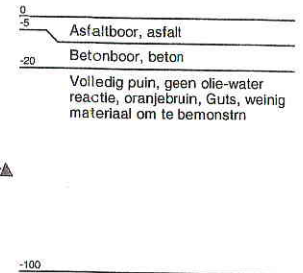 0
-5
Asfaltboor, asfalt
-20
Betonboor, beton
Volledig puin, geen olie-water
reactie, oranjebruin, Guts, weinig
materiaal om te bemonstrn
-100